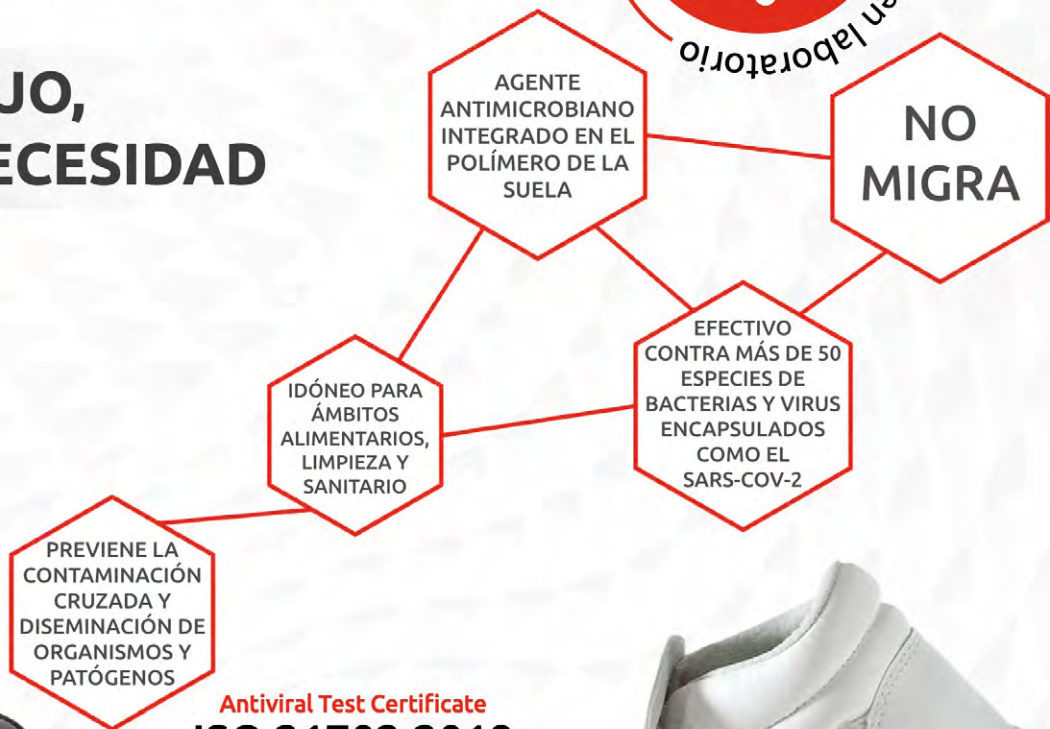 en laboratorio
AGENTE
ANTIMICROBIANO
INTEGRADO EN EL
POLÍMERO DE LA
SUELA
NO
MIGRA
JO,
ECESIDAD
EFECTIVO
CONTRA MÁS DE 50
ESPECIES DE
BACTERIAS Y VIRUS
ENCAPSULADOS
COMO EL
SARS-COV-2
IDÓNEO PARA
ÁMBITOS
ALIMENTARIOS,
LIMPIEZA Y
SANITARIO
PREVIENE LA
CONTAMINACIÓN
CRUZADA Y
DISEMINACIÓN DE
ORGANISMOS Y
PATÓGENOS
Antiviral Test Certificate